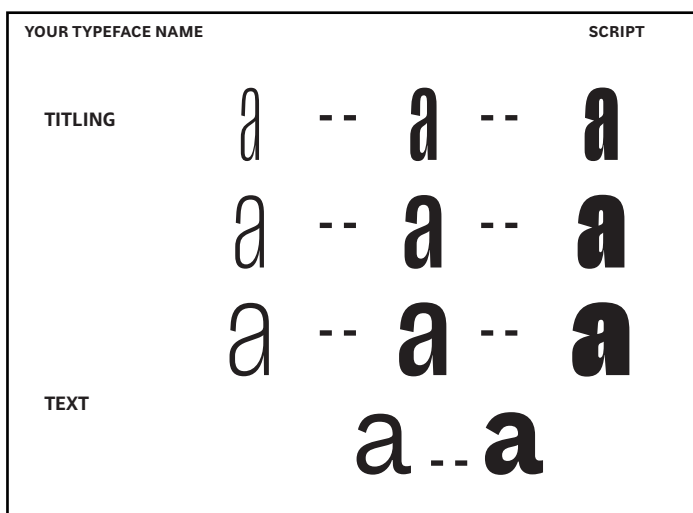 YOUR TYPEFACE NAME SCRIPT
TITLING a -- a -- a
a -- a -- a
a -- a -- a
TEXT
a -- a